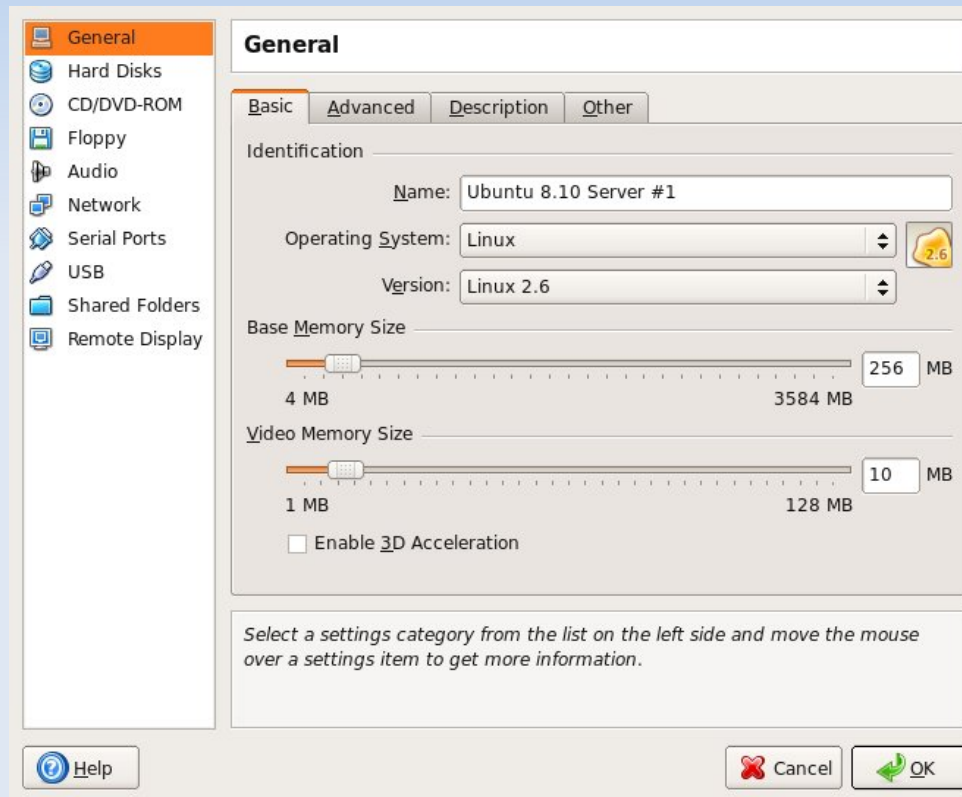 General
Hard Disks
CD/DVD-ROM
Floppy
Audio
Network
Serial Ports
USB
Shared Folders
Remote Display
General
Basic Advanced Description Other
Identification
Name: Ubuntu 8.10 Server #1
Operating System: Linux 2.6
Version: Linux 2.6
Base Memory Size
256 MB
4 MB 3584 MB
Video Memory Size
10 MB
1 MB 128 MB
Enable 3D Acceleration
Select a settings category from the list on the left side and move the mouse
over a settings item to get more information.
Help Cancel OK